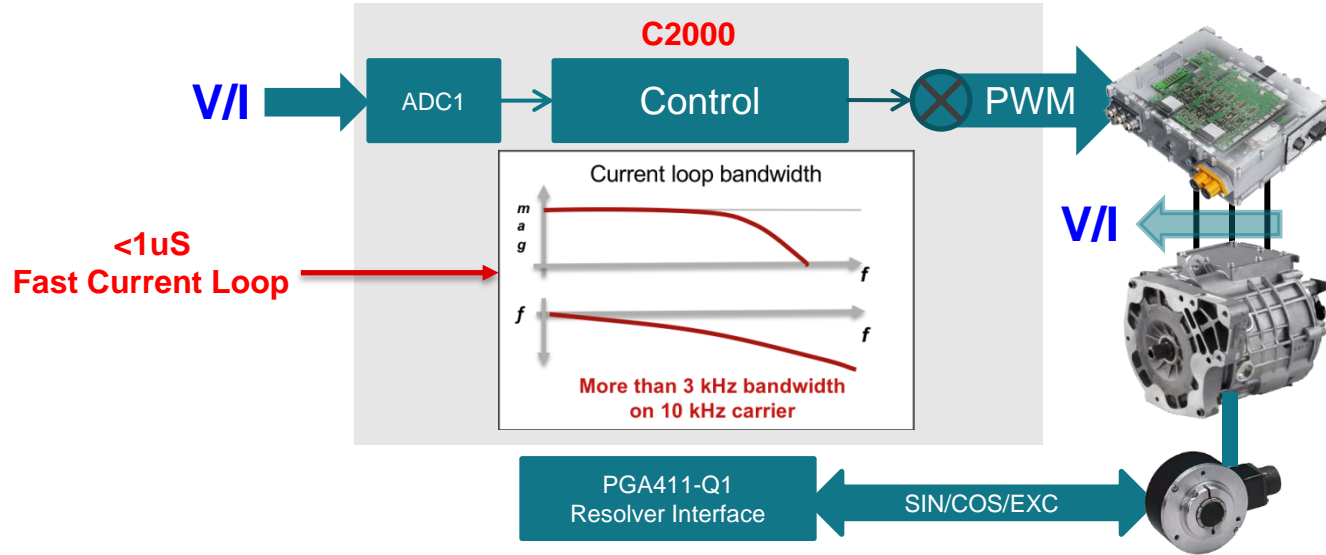 C2000
V/I
ADC1
Control
PWM
Current loop bandwidth
m
a
g
f
f
f
More than 3 kHz bandwidth
on 10 kHz carrier
<1uS
Fast Current Loop
V/I
PGA411-Q1
Resolver Interface
SIN/COS/EXC